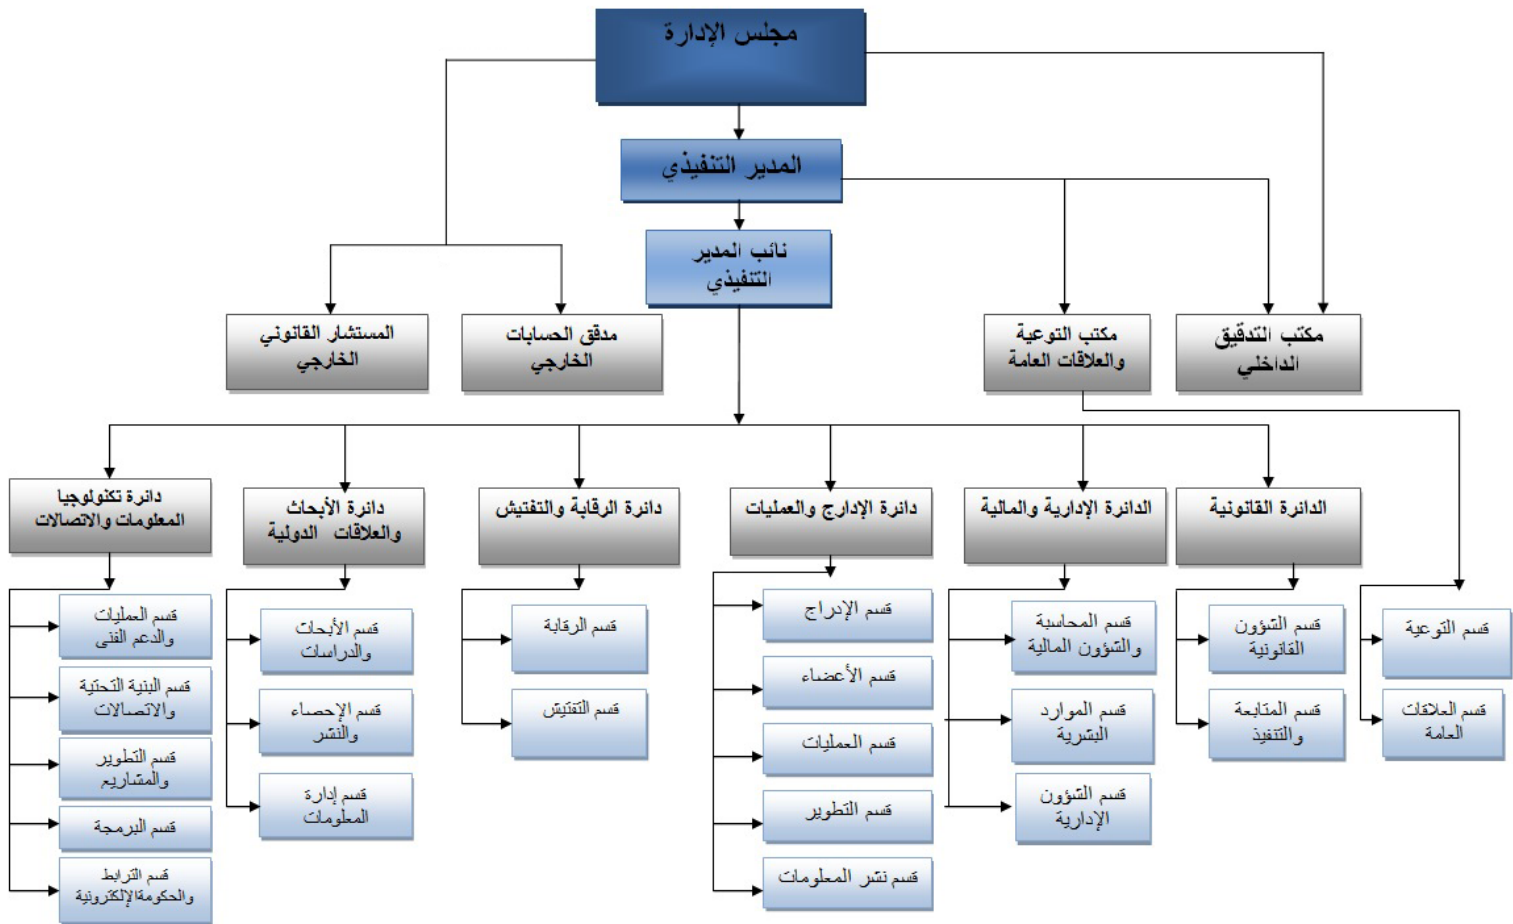 مجلس الإدارة
المدير التنفيذي
نائب المدير
التنفيذي
مكتب التدقيق
الداخلي
مكتب التوعية
والعلاقات العامة
مدقق الحسابات
الخارجي
المستشار القانوني
الخارجي
الدائرة القانونية
الدائرة الإدارية والمالية
دائرة الإدارج والعمليات
دائرة الرقابة والتفتيش
دائرة الأبحاث
والعلاقات الدولية
دائرة تكنولوجيا
المعلومات والاتصالات
قسم التوعية
قسم العلاقات
العامة
قسم الشؤون
القانونية
قسم المتابعة
والتنفيذ
قسم المحاسبة
والشؤون المالية
قسم الموارد
البشرية
قسم الشؤون
الإدارية
قسم الإدراج
قسم الأعضاء
قسم العمليات
قسم التطوير
قسم نشر المعلومات
قسم الرقابة
قسم التفتيش
قسم الأبحاث
والدراسات
قسم الإحصاء
والنشر
قسم إدارة
المعلومات
قسم العمليات
والدعم الفنى
قسم البنية التحتية
والاتصالات
قسم التطوير
والمشاريع
قسم البرمجة
قسم الترابط
والحكومةالإلكترونية